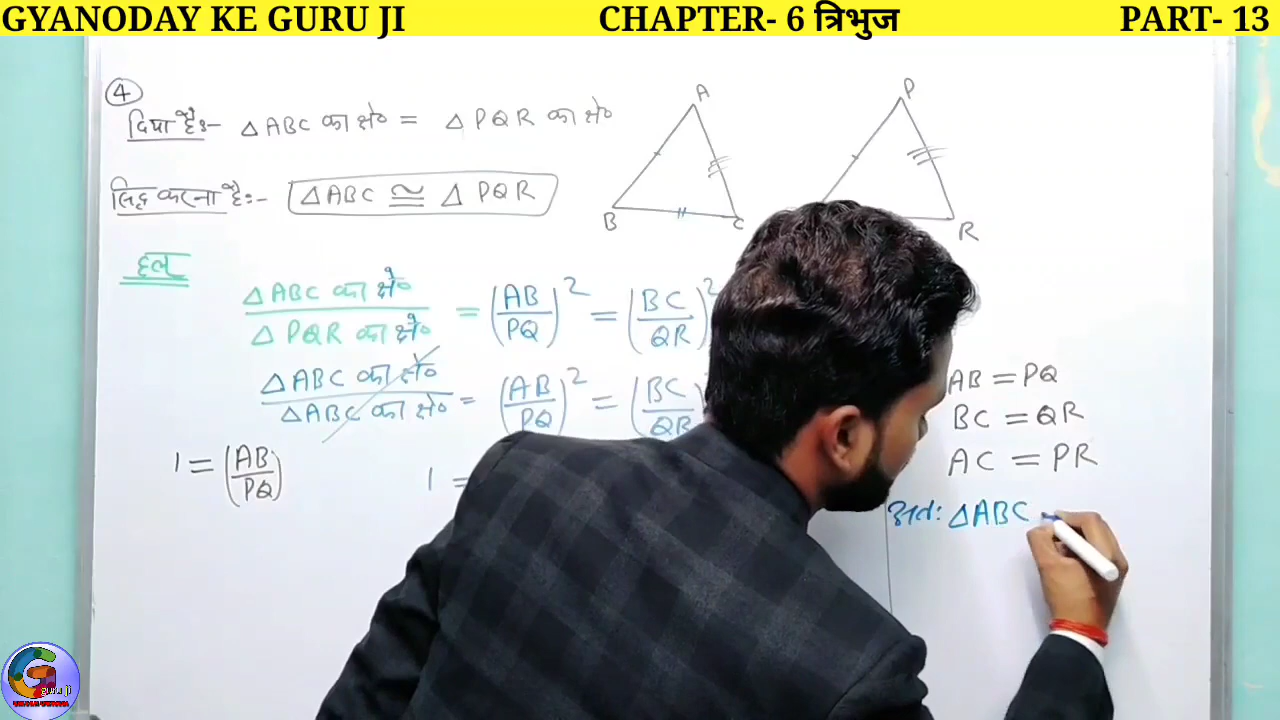 GYANODAY KE GURU JI CHAPTER- 6 त्रिभुज PART- 13
4
दिया है:- △ABC का क्षे० = △PQR का क्षे०
सिद्ध करना है:- △ABC ≅ △PQR
A
B
C
P
R
हल
△ABC का क्षे० / △PQR का क्षे० = (AB/PQ)² = (BC/QR)²
△ABC का क्षे० / △ABC का क्षे० = (AB/PQ)² = (BC/QR)
1 = (AB/PQ)
1 =
AB = PQ
BC = QR
AC = PR
अत: △ABC
guru ji